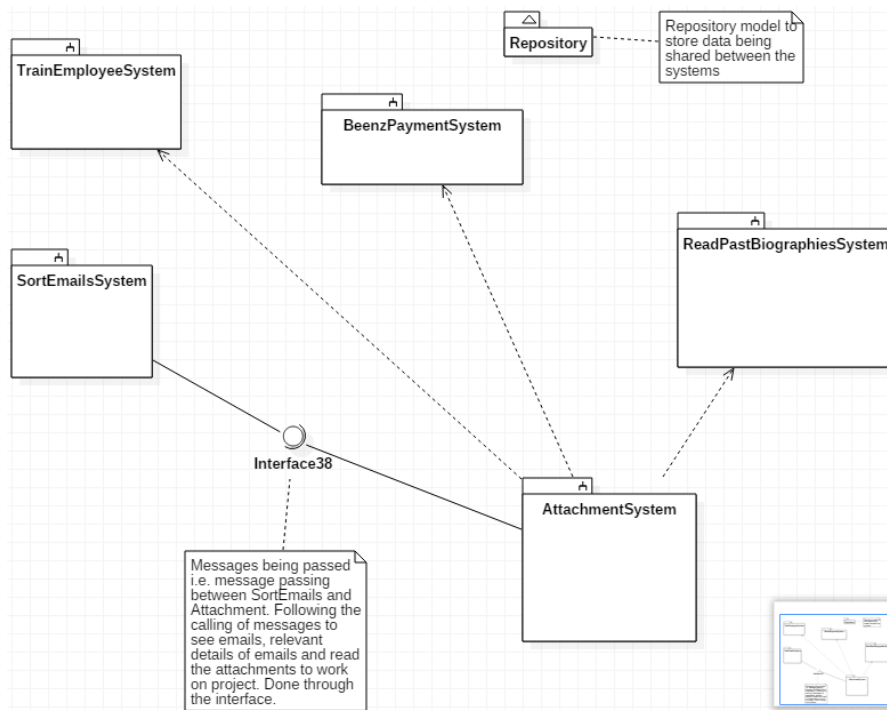 Repository
Repository model to
store data being
shared between the
systems
TrainEmployeeSystem
BeenzPaymentSystem
ReadPastBiographiesSystem
SortEmailsSystem
Interface38
AttachmentSystem
Messages being passed
i.e. message passing
between SortEmails and
Attachment. Following the
calling of messages to
see emails, relevant
details of emails and read
the attachments to work
on project. Done through
the interface.